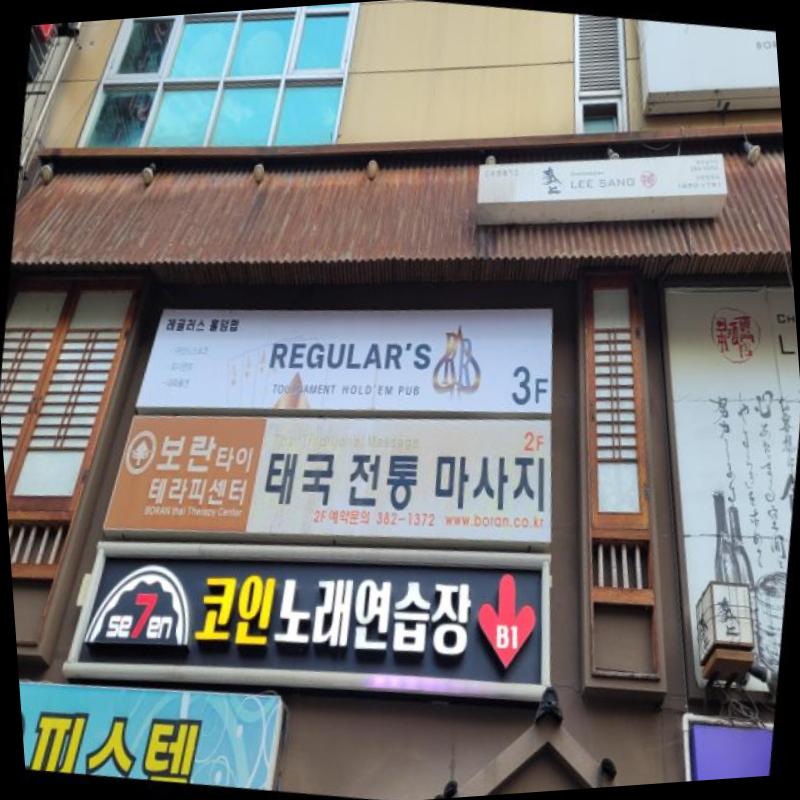 LEE SANG
레귤러스 홀덤펍
REGULAR'S
TOURNAMENT HOLD'EM PUB
3F
보란타이
테라피센터
BORAN thai Therapy Center
Thai Traditional Massage
2F
태국 전통 마사지
2F 예약문의 382-1372 www.boran.co.kr
se7en
코인노래연습장
B1
피스테